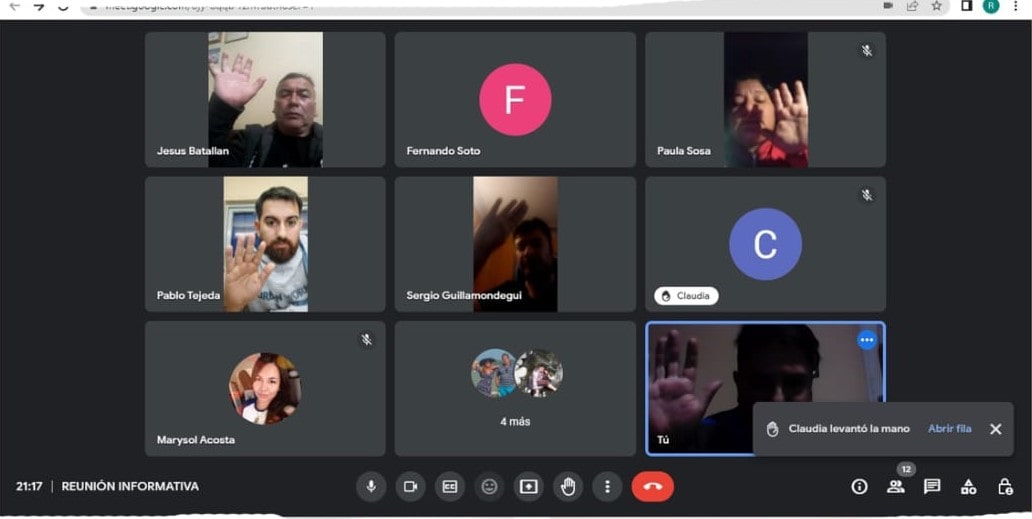 R
Jesus Batallan
F
Fernando Soto
Paula Sosa
Pablo Tejeda
Sergio Guillamondegui
C
Claudia
Marysol Acosta
4 más
Tú
Claudia levantó la mano Abrir fila
21:17 | REUNIÓN INFORMATIVA
12